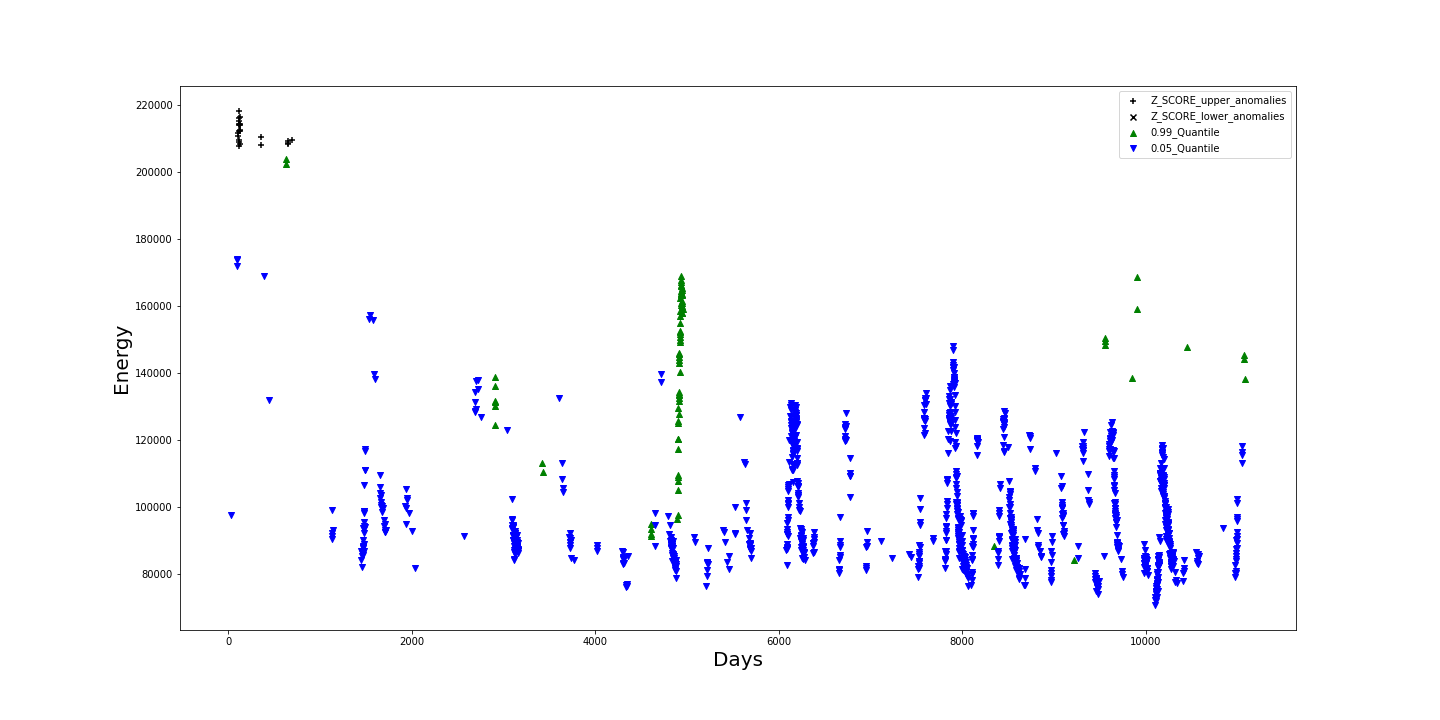 220000
200000
180000
160000
140000
120000
100000
80000
Energy
Z_SCORE_upper_anomalies
Z_SCORE_lower_anomalies
0.99_Quantile
0.05_Quantile
0 2000 4000 6000 8000 10000
Days